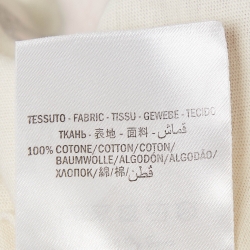 TESSUTO - FABRIC - TISSU - GEWEBE - TECIDO
ТКАНЬ - 表地 - 面料 - قماش
100% COTONE/COTTON/COTON/
BAUMWOLLE/ALGODÓN/ALGODÃO/
ХЛОПОК/綿/棉/قطن